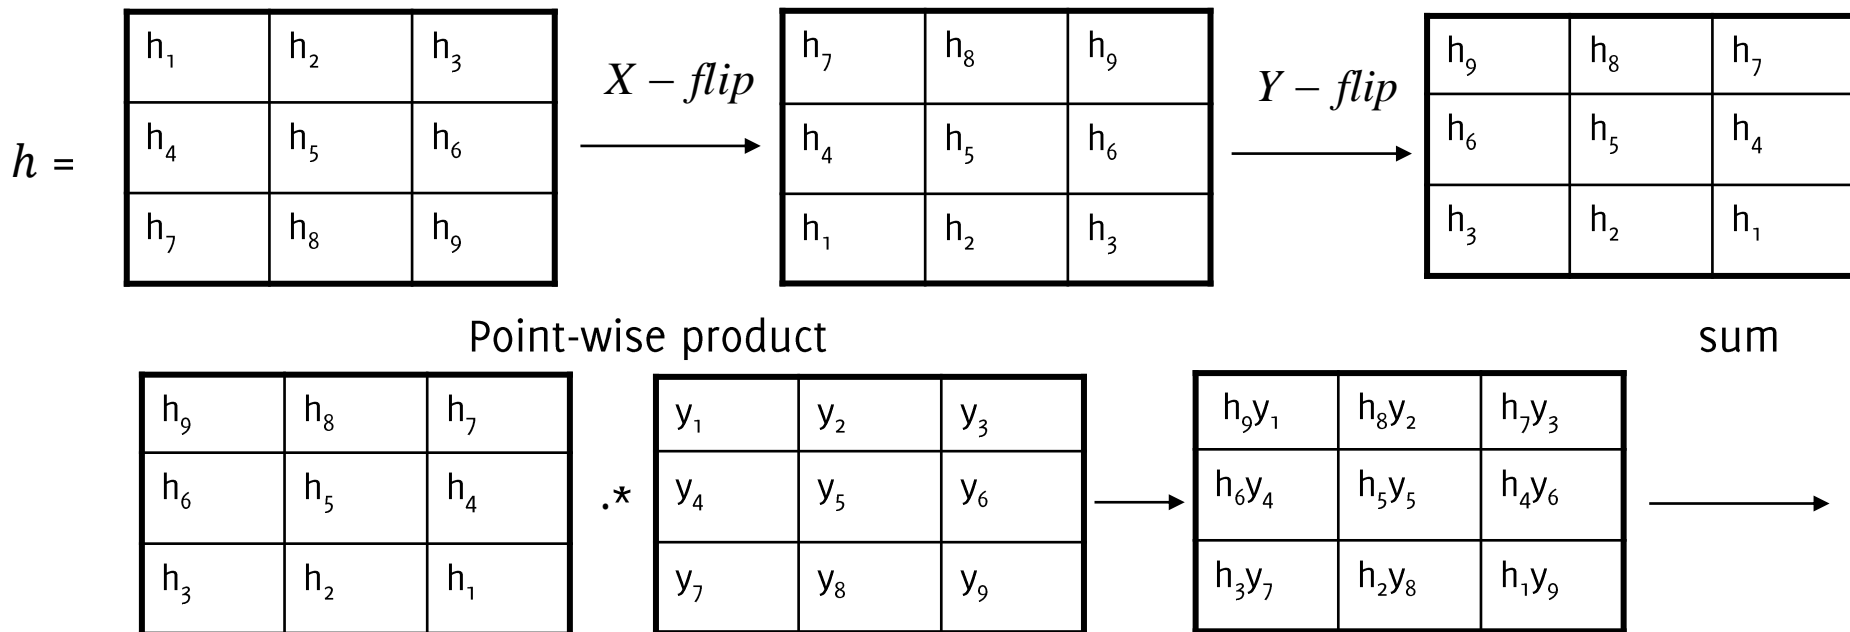 h₁ h₂ h₃ h₇ h₈ h₉ h₉ h₈ h₇
X – flip Y – flip
h = h₄ h₅ h₆ h₄ h₅ h₆ h₆ h₅ h₄
h₇ h₈ h₉ h₁ h₂ h₃ h₃ h₂ h₁
Point-wise product sum
h₉ h₈ h₇ y₁ y₂ y₃ h₉y₁ h₈y₂ h₇y₃
h₆ h₅ h₄ .* y₄ y₅ y₆ h₆y₄ h₅y₅ h₄y₆
h₃ h₂ h₁ y₇ y₈ y₉ h₃y₇ h₂y₈ h₁y₉